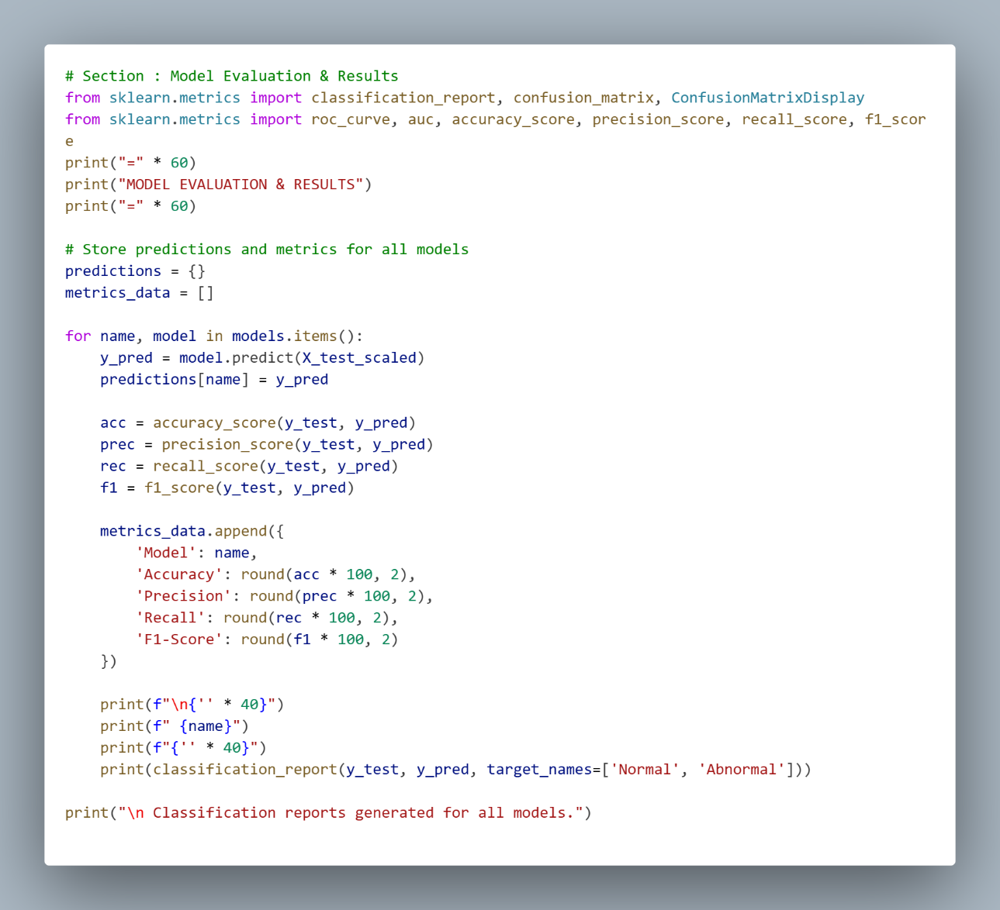 # Section : Model Evaluation & Results
from sklearn.metrics import classification_report, confusion_matrix, ConfusionMatrixDisplay
from sklearn.metrics import roc_curve, auc, accuracy_score, precision_score, recall_score, f1_scor
e
print("=" * 60)
print("MODEL EVALUATION & RESULTS")
print("=" * 60)

# Store predictions and metrics for all models
predictions = {}
metrics_data = []

for name, model in models.items():
    y_pred = model.predict(X_test_scaled)
    predictions[name] = y_pred

    acc = accuracy_score(y_test, y_pred)
    prec = precision_score(y_test, y_pred)
    rec = recall_score(y_test, y_pred)
    f1 = f1_score(y_test, y_pred)

    metrics_data.append({
        'Model': name,
        'Accuracy': round(acc * 100, 2),
        'Precision': round(prec * 100, 2),
        'Recall': round(rec * 100, 2),
        'F1-Score': round(f1 * 100, 2)
    })

    print(f"\n{'' * 40}")
    print(f" {name}")
    print(f"{'' * 40}")
    print(classification_report(y_test, y_pred, target_names=['Normal', 'Abnormal']))

print("\n Classification reports generated for all models.")